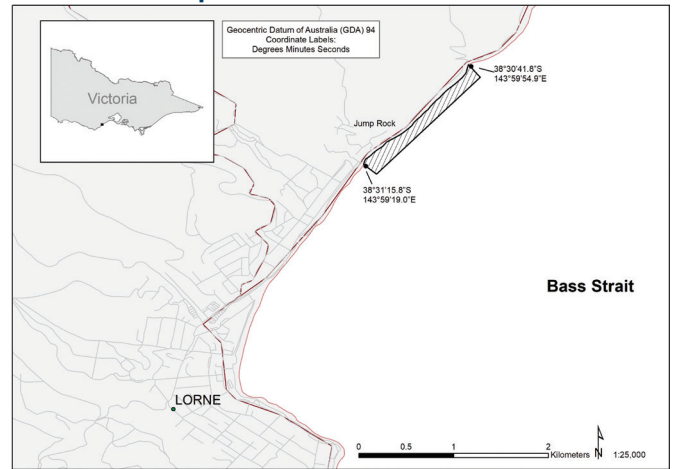 Geocentric Datum of Australia (GDA) 94
Coordinate Labels:
Degrees Minutes Seconds
Victoria
38°30'41.8"S
143°59'54.9"E
Jump Rock
38°31'15.8"S
143°59'19.0"E
Bass Strait
LORNE
0 0.5 1 2
Kilometers N 1:25,000